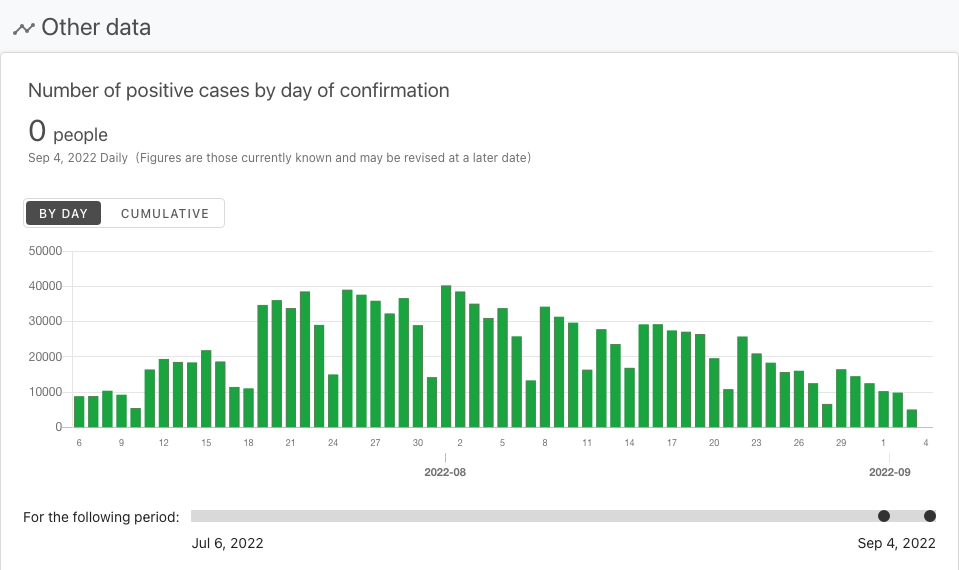 Other data
Number of positive cases by day of confirmation
0 people
Sep 4, 2022 Daily (Figures are those currently known and may be revised at a later date)
BY DAY CUMULATIVE
50000
40000
30000
20000
10000
0
6 9 12 15 18 21 24 27 30 2 5 8 11 14 17 20 23 26 29 1 4
2022-08 2022-09
For the following period:
Jul 6, 2022 Sep 4, 2022